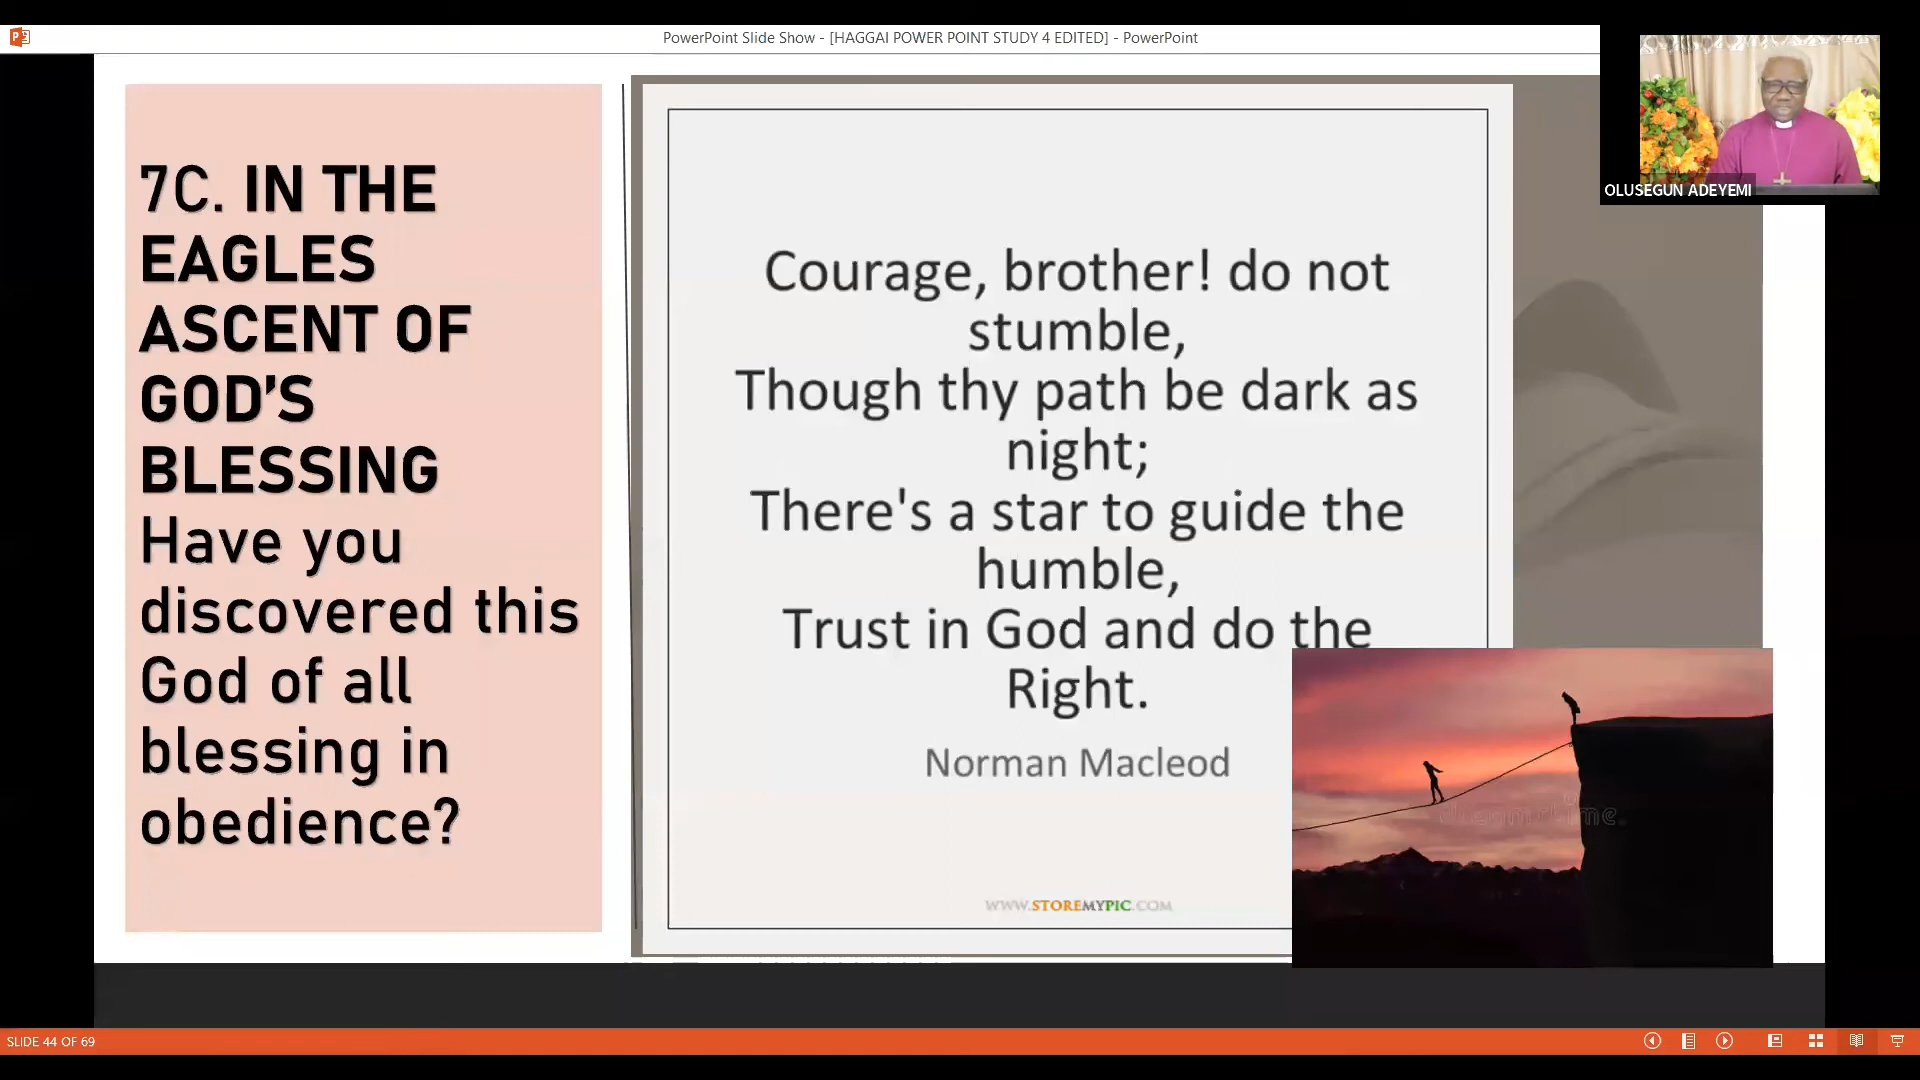 PowerPoint Slide Show - [HAGGAI POWER POINT STUDY 4 EDITED] - PowerPoint
OLUSEGUN ADEYEMI
7C. IN THE
EAGLES
ASCENT OF
GOD'S
BLESSING
Have you
discovered this
God of all
blessing in
obedience?
Courage, brother! do not
stumble,
Though thy path be dark as
night;
There's a star to guide the
humble,
Trust in God and do the
Right.
Norman Macleod
WWW.STOREMYPIC.COM
dreamstime.
SLIDE 44 OF 69